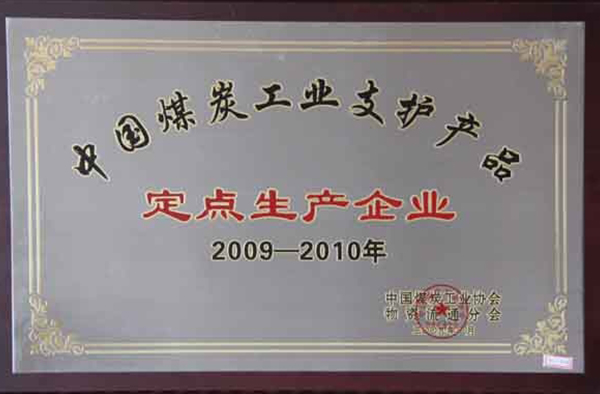 中国煤炭工业支护产品
定点生产企业
2009—2010年
中国煤炭工业协会
物资流通分会